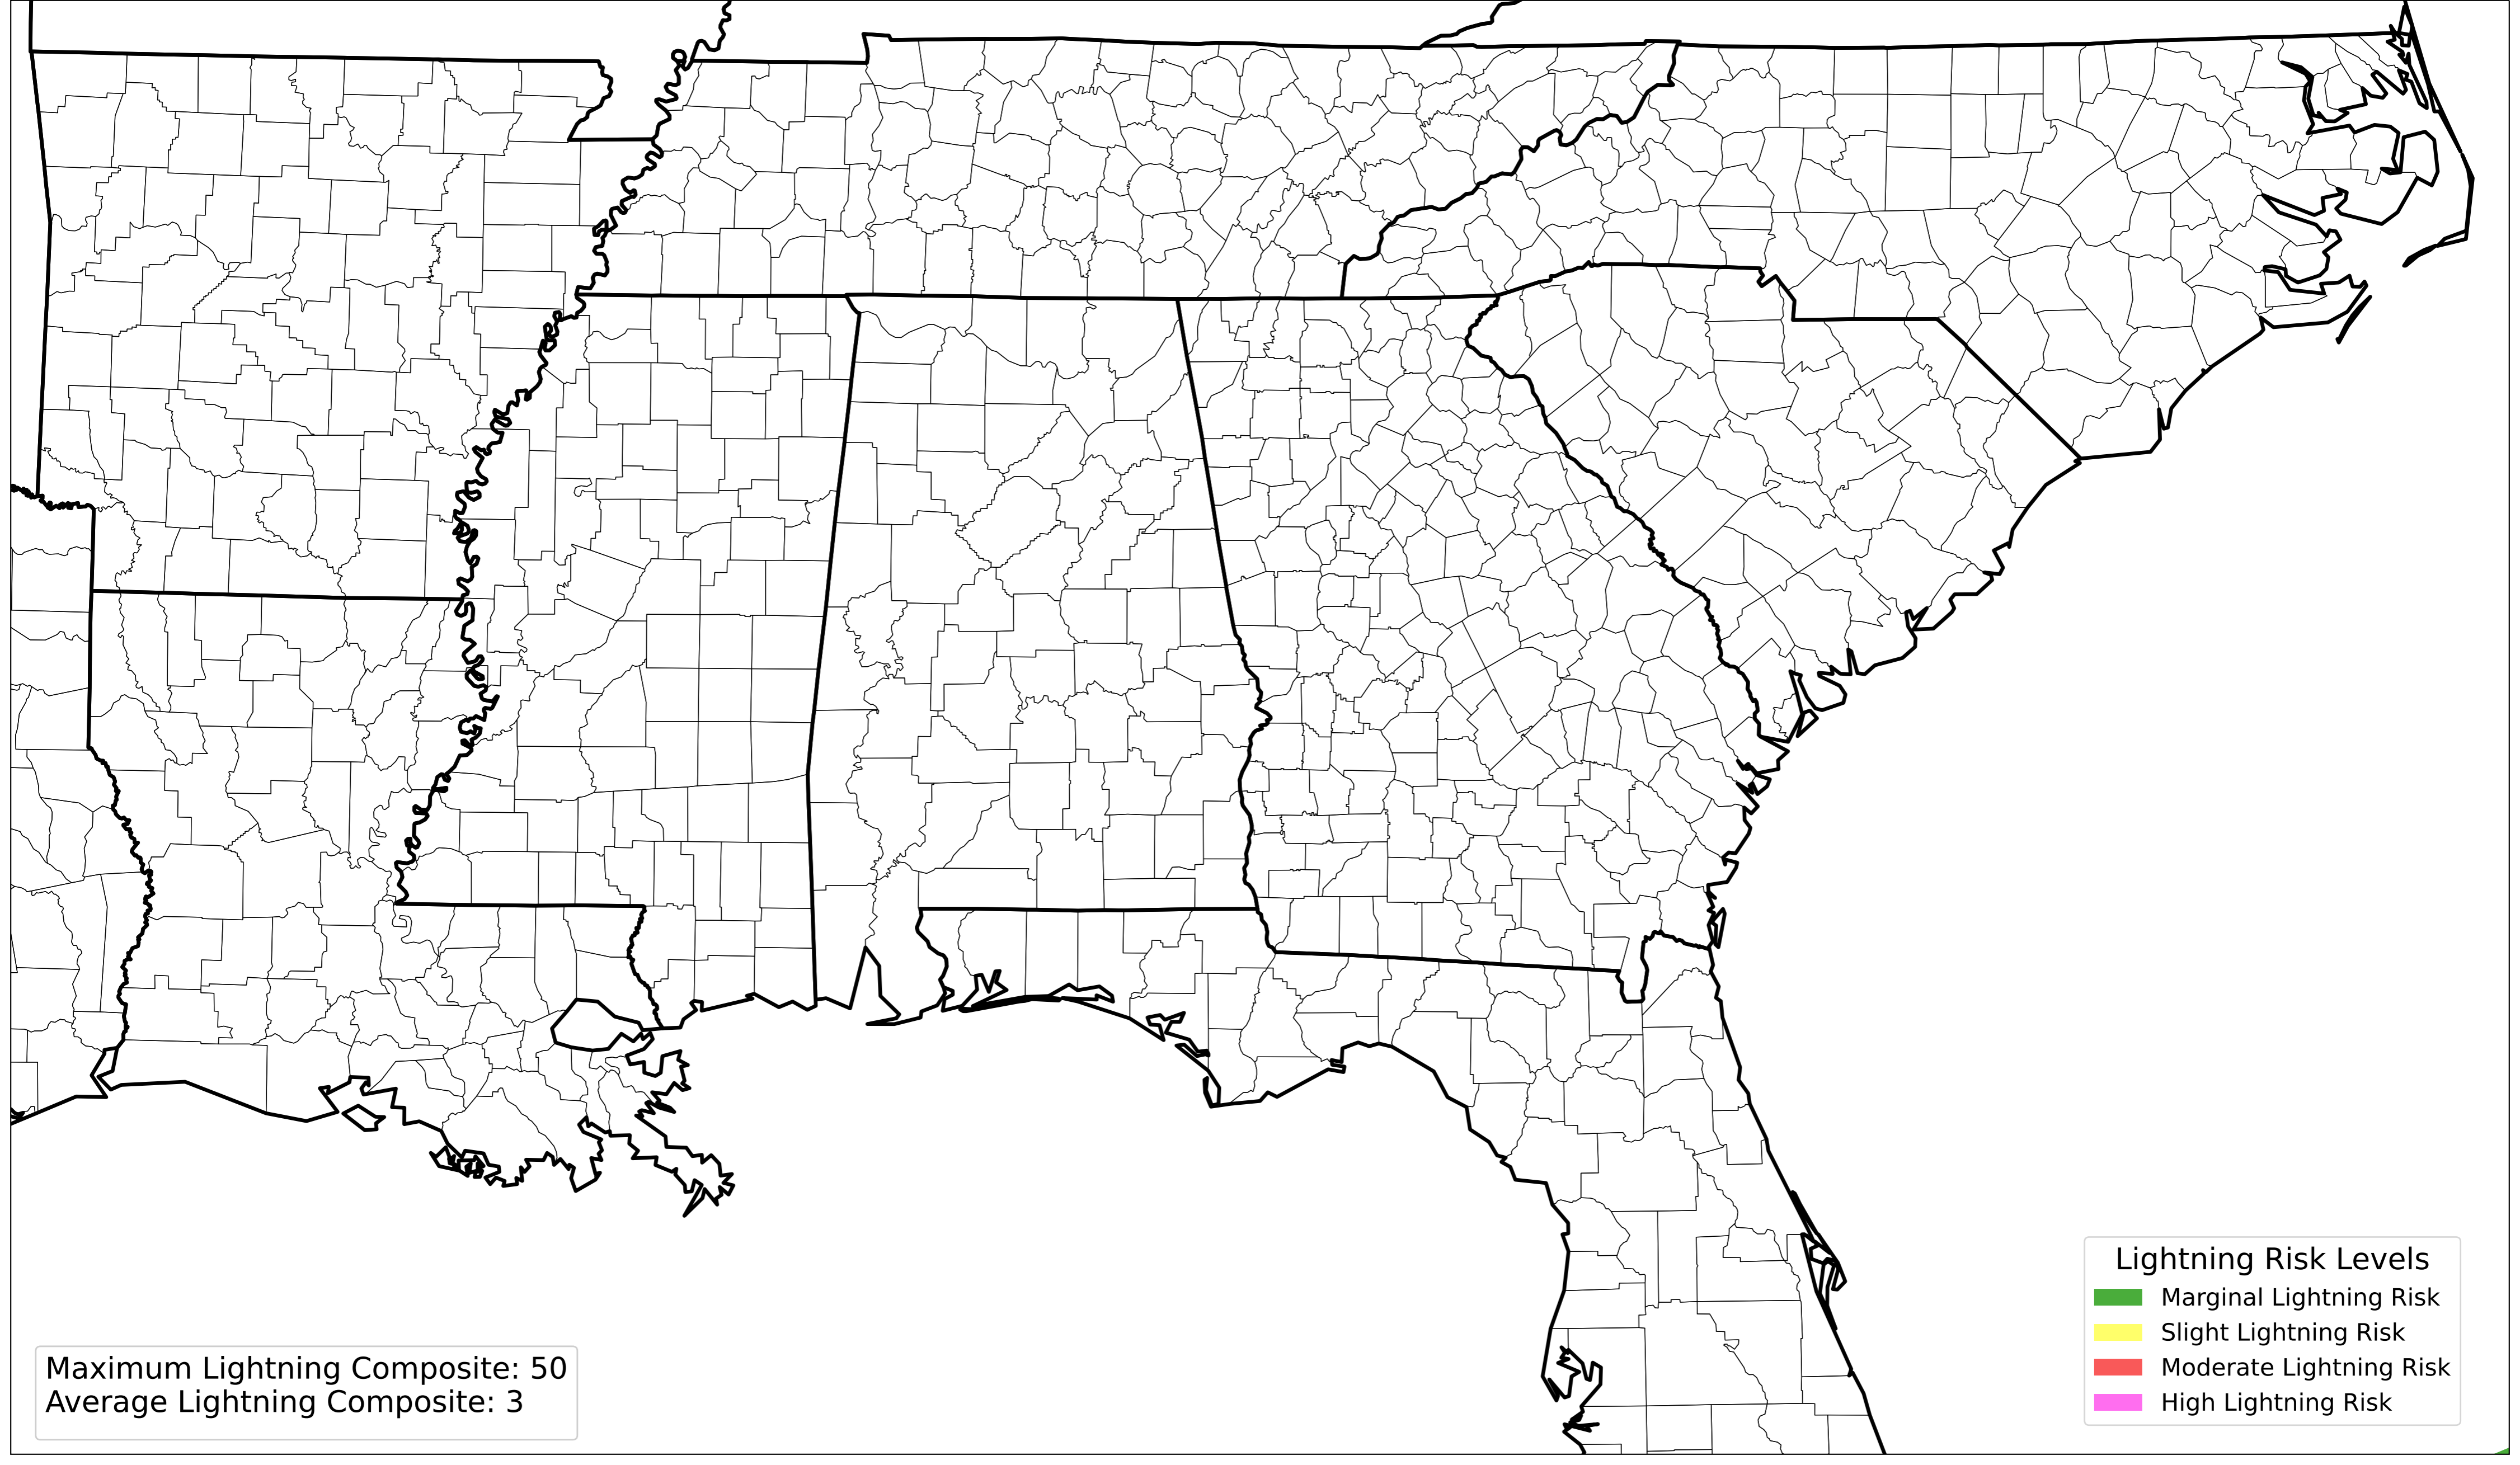 Lightning Risk Levels
Marginal Lightning Risk
Slight Lightning Risk
Moderate Lightning Risk
High Lightning Risk
Maximum Lightning Composite: 50
Average Lightning Composite: 3